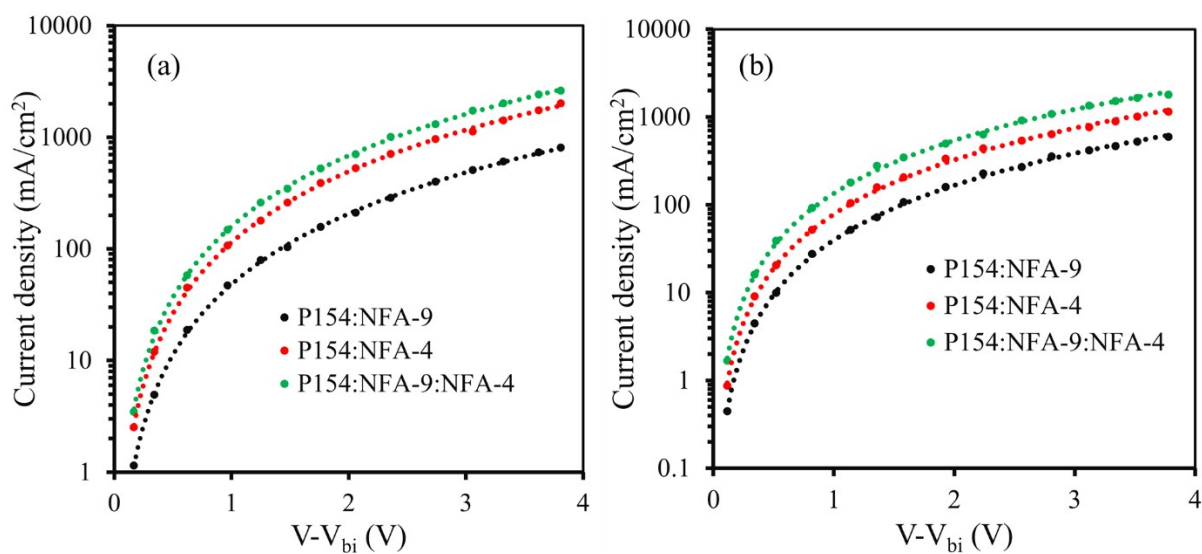 (a)
Current density (mA/cm²)
10000
1000
100
10
1
P154:NFA-9
P154:NFA-4
P154:NFA-9:NFA-4
0 1 2 3 4
V-V_bi (V)
(b)
Current density (mA/cm²)
10000
1000
100
10
1
0.1
P154:NFA-9
P154:NFA-4
P154:NFA-9:NFA-4
0 1 2 3 4
V-V_bi (V)